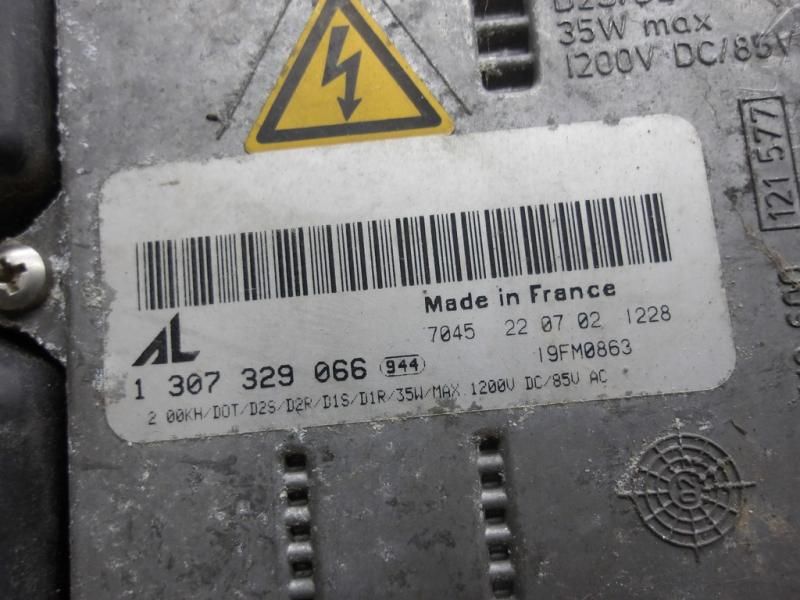 35W max
1200V DC/85V
121 577
Made in France
7045 22 07 02 1228
19FM0863
AL
1 307 329 066 944
2 00KH/DOT/D2S/D2R/D1S/D1R/35W/MAX 1200V DC/85V AC